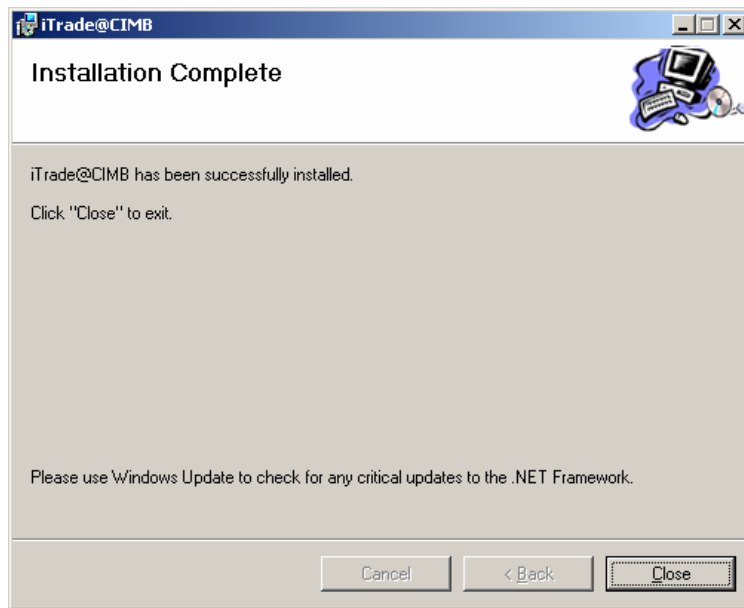 iTrade@CIMB
Installation Complete
iTrade@CIMB has been successfully installed.
Click "Close" to exit.
Please use Windows Update to check for any critical updates to the .NET Framework.
Cancel
< Back
Close